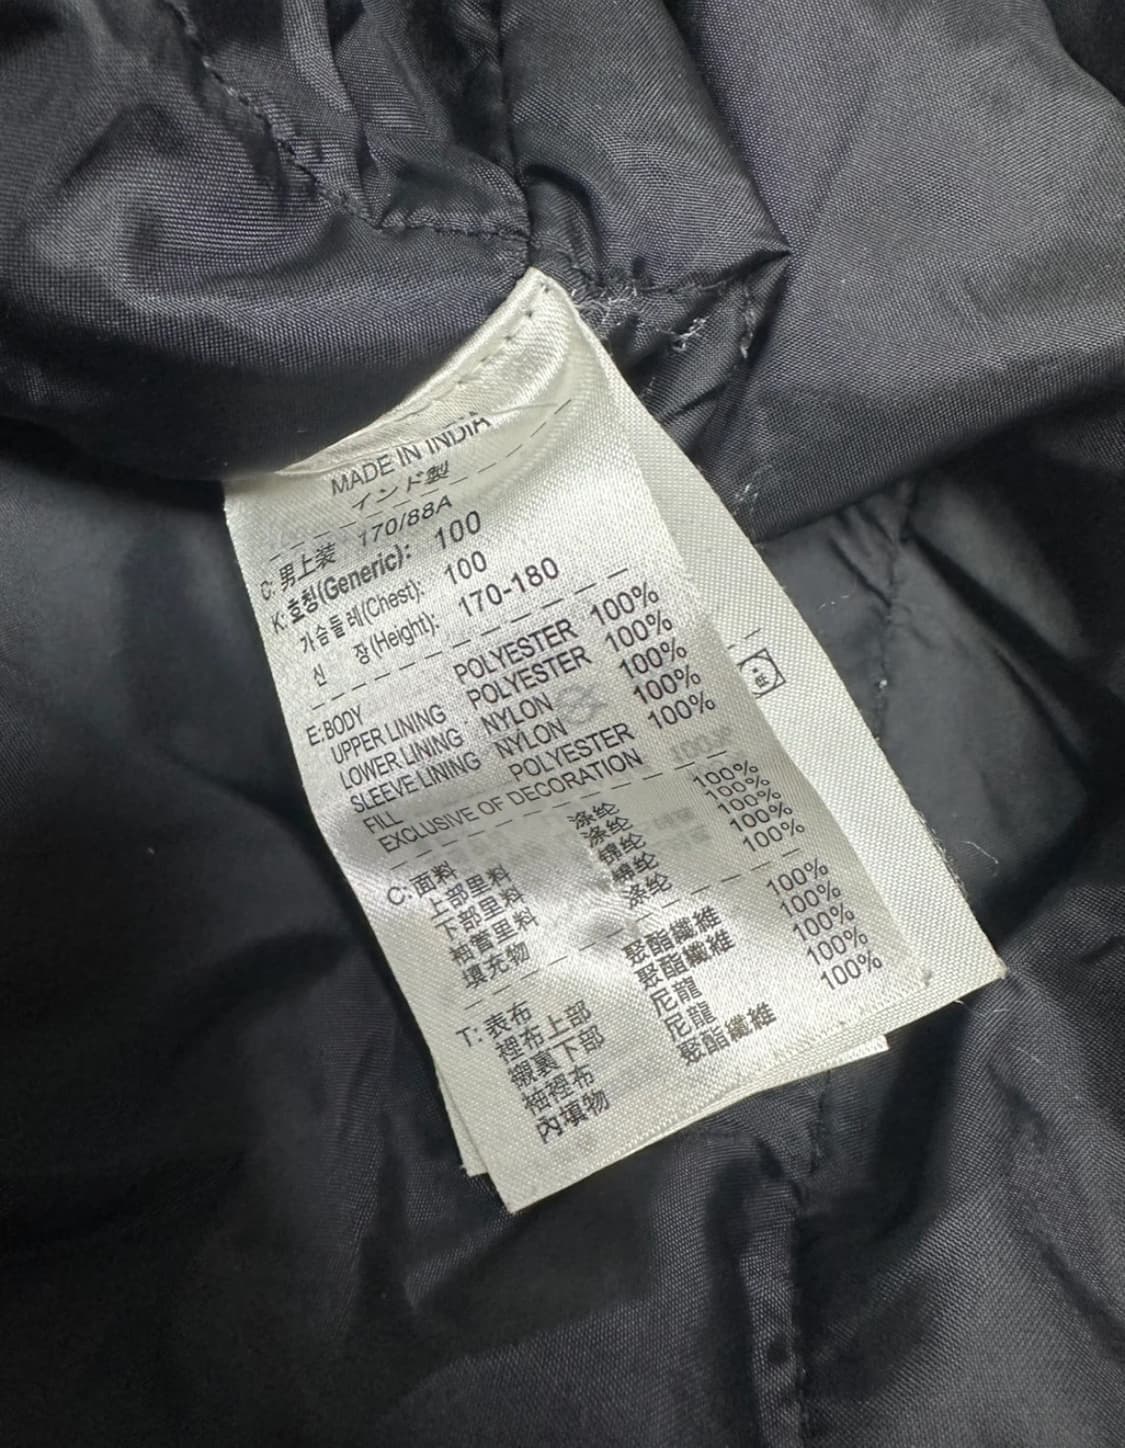 MADE IN INDIA
インド製
C: 男上装 170/88A
K: 호칭(Generic): 100
가슴둘레(Chest): 100
신 장(Height): 170-180
E: BODY POLYESTER 100%
UPPER LINING POLYESTER 100%
LOWER LINING NYLON 100%
SLEEVE LINING NYLON 100%
FILL POLYESTER 100%
EXCLUSIVE OF DECORATION
C: 面料 涤纶 100%
上部里料 涤纶 100%
下部里料 锦纶 100%
袖管里料 锦纶 100%
填充物 涤纶 100%
T: 表布 聚酯纖維 100%
裡布上部 聚酯纖維 100%
襯裏下部 尼龍 100%
袖裡布 尼龍 100%
內填物 聚酯纖維 100%